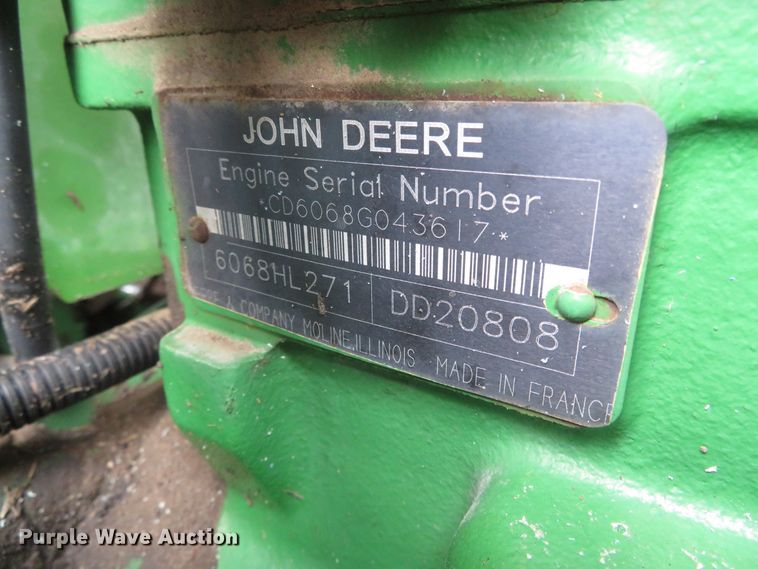 JOHN DEERE
Engine Serial Number
*CD6068G043617*
6068HL271 DD20808
& COMPANY MOLINE,ILLINOIS MADE IN FRANCE
Purple Wave Auction®